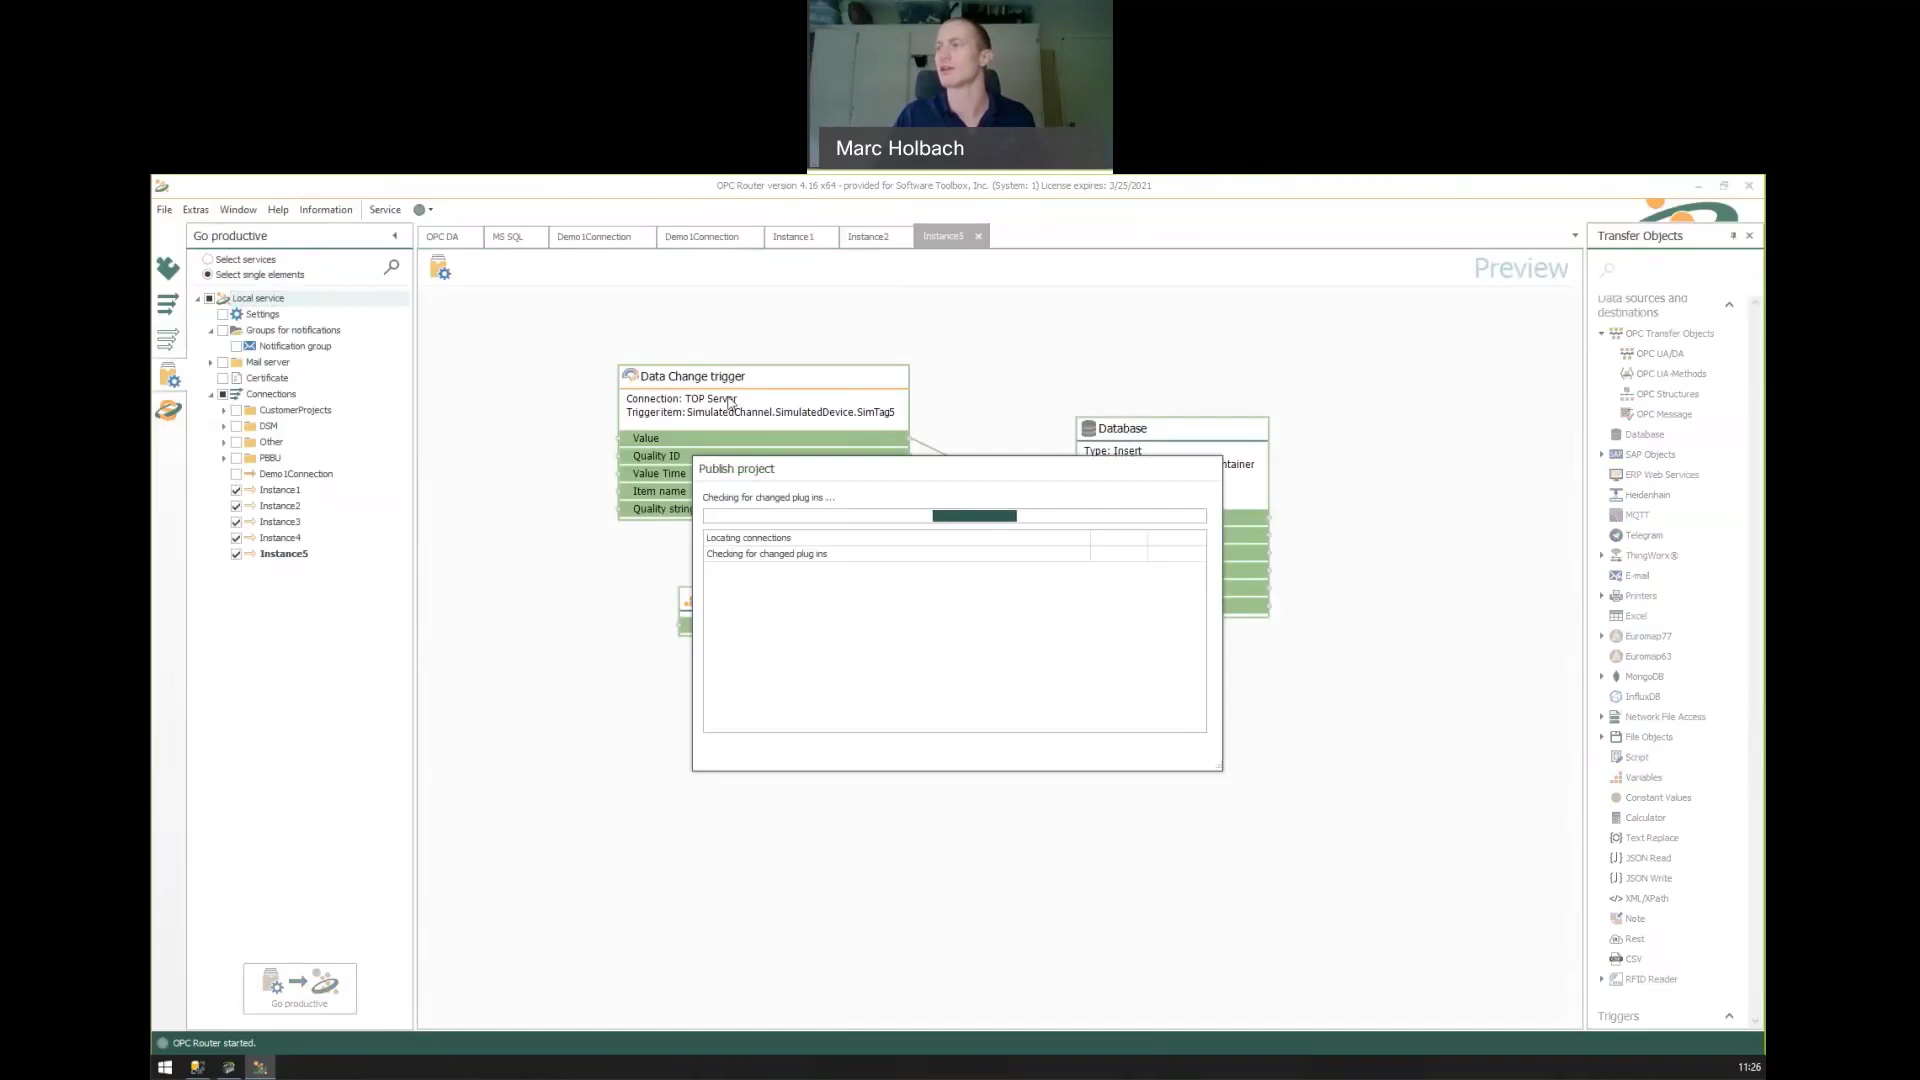 Marc Holbach
OPC Router version 4.16 x64 - provided for Software Toolbox, Inc. (System: 1) License expires: 3/25/2021
File Extras Window Help Information Service
Go productive
Select services
Select single elements
Local service
Settings
Groups for notifications
Notification group
Mail server
Certificate
Connections
CustomerProjects
DSM
Other
PBBU
Demo1Connection
Instance1
Instance2
Instance3
Instance4
Instance5
Go productive
OPC DA MS SQL Demo1Connection Demo1Connection Instance1 Instance2 Instance5
Preview
Data Change trigger
Connection: TOP Server
Triggeritem: SimulatedChannel.SimulatedDevice.SimTag5
Value
Quality ID
Value Time
Item name
Quality string
Database
Type: Insert
ntainer
Publish project
Checking for changed plug ins ...
Locating connections
Checking for changed plug ins
Transfer Objects
Data sources and
destinations
OPC Transfer Objects
OPC UA/DA
OPC UA-Methods
OPC Structures
OPC Message
Database
SAP Objects
ERP Web Services
Heidenhain
MQTT
Telegram
ThingWorx®
E-mail
Printers
Excel
Euromap77
Euromap63
MongoDB
InfluxDB
Network File Access
File Objects
Script
Variables
Constant Values
Calculator
Text Replace
JSON Read
JSON Write
XML/XPath
Note
Rest
CSV
RFID Reader
Triggers
OPC Router started.
11:26